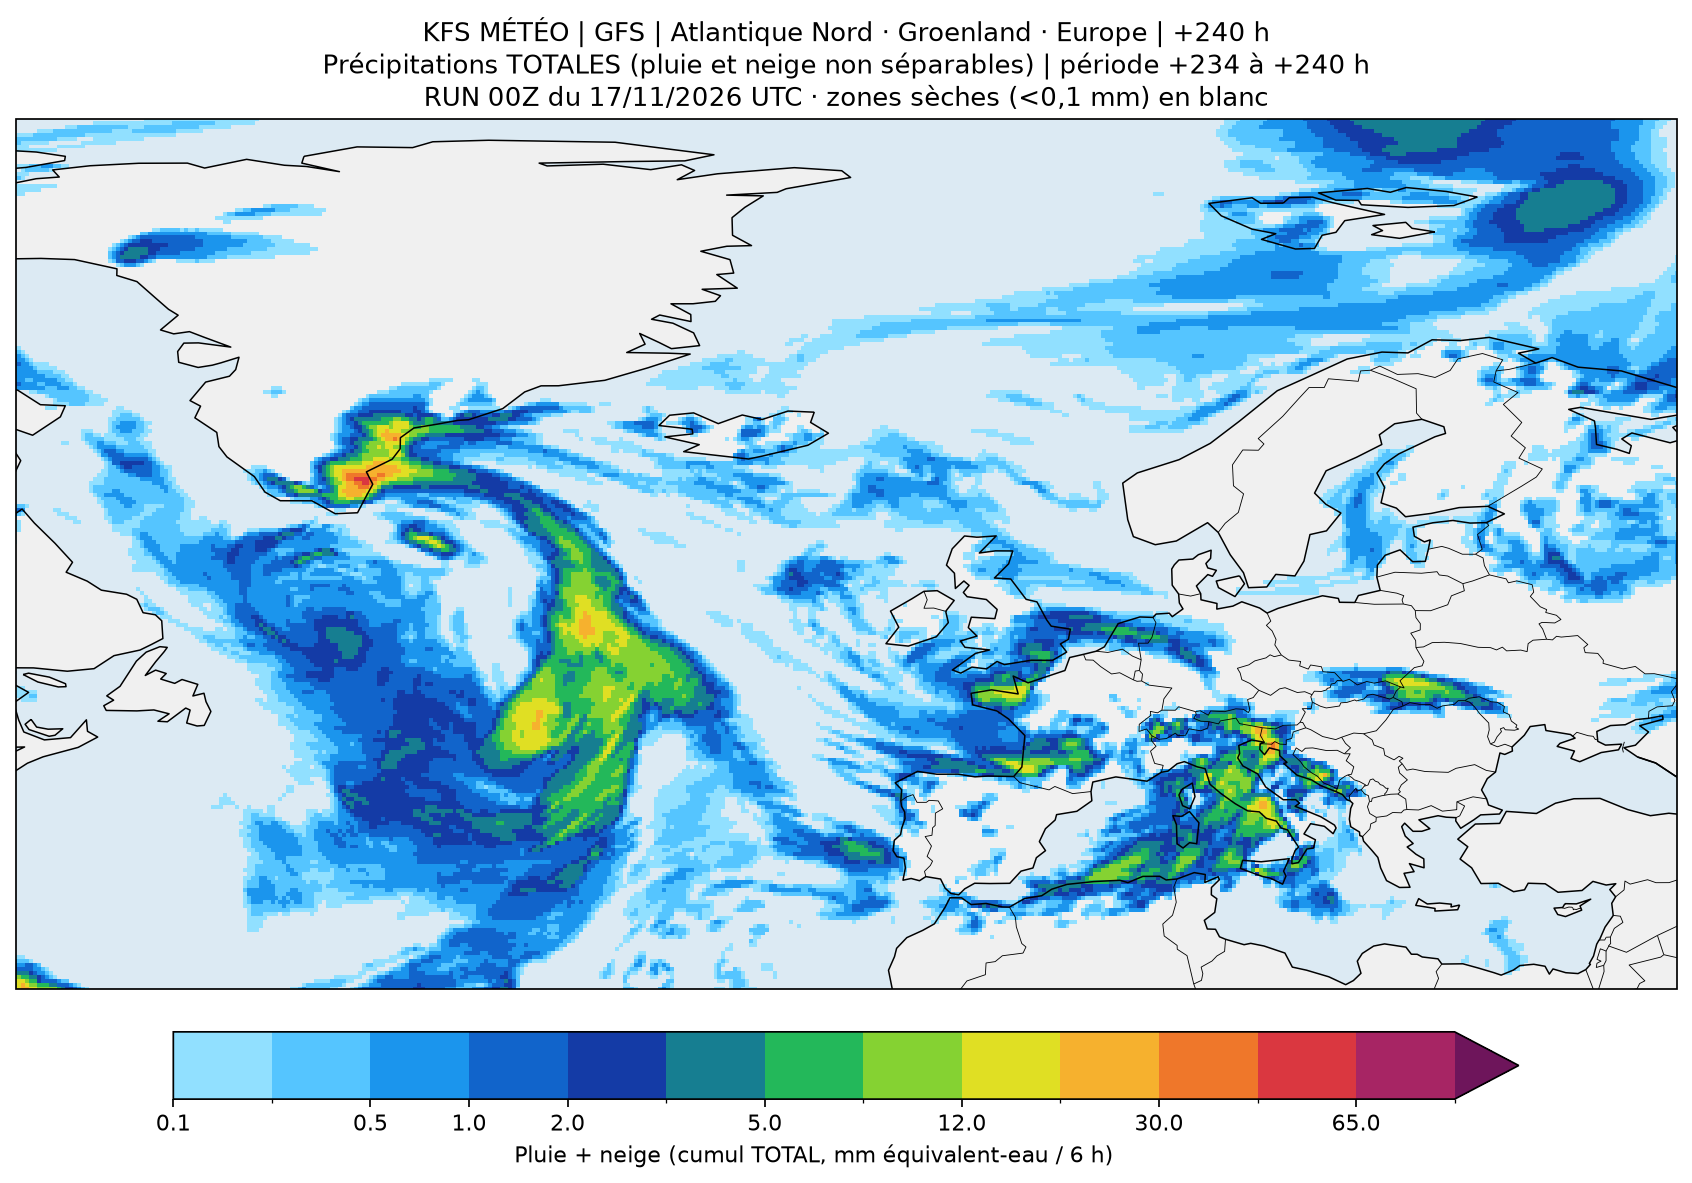 KFS MÉTÉO | GFS | Atlantique Nord · Groenland · Europe | +240 h
Précipitations TOTALES (pluie et neige non séparables) | période +234 à +240 h
RUN 00Z du 17/11/2026 UTC · zones sèches (<0,1 mm) en blanc
0.1 0.5 1.0 2.0 5.0 12.0 30.0 65.0
Pluie + neige (cumul TOTAL, mm équivalent-eau / 6 h)